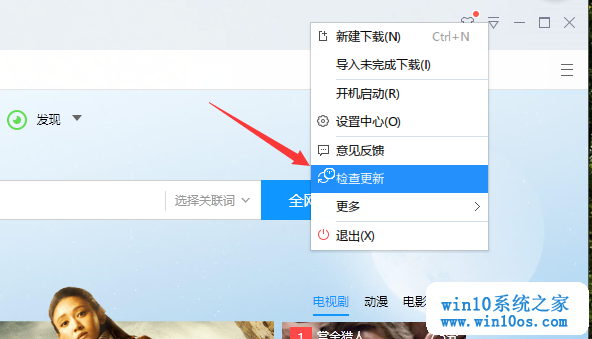 新建下载(N) Ctrl+N
导入未完成下载(I)
开机启动(R)
发现
设置中心(O)
意见反馈
检查更新
选择关联词
全网
更多
退出(X)
电视剧 动漫 电影
win10系统之家
www.win10os.com
1 赏金猎人